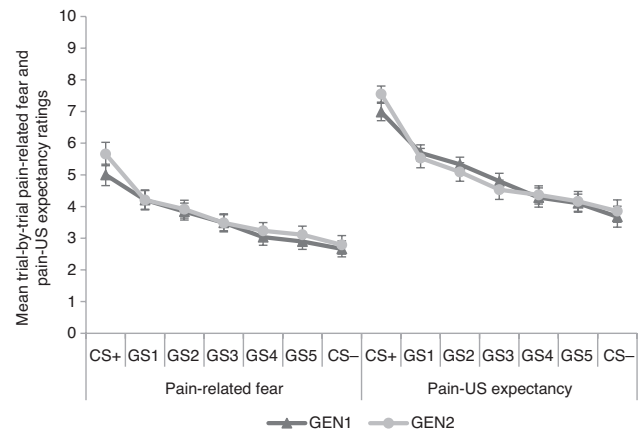 Mean trial-by-trial pain-related fear and
pain-US expectancy ratings
10
9
8
7
6
5
4
3
2
1
0
CS+ GS1 GS2 GS3 GS4 GS5 CS– CS+ GS1 GS2 GS3 GS4 GS5 CS–
Pain-related fear Pain-US expectancy
GEN1 GEN2